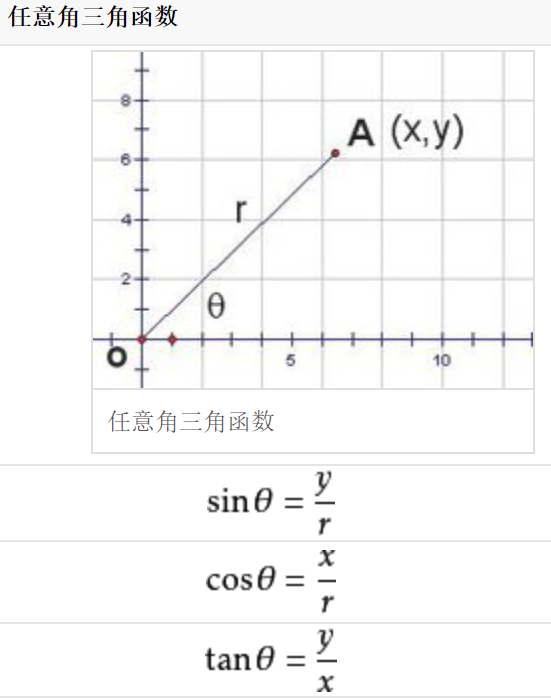 任意角三角函数
8
A (x,y)
6
r
4
2
θ
O
5
10
任意角三角函数
sinθ = y/r
cosθ = x/r
tanθ = y/x